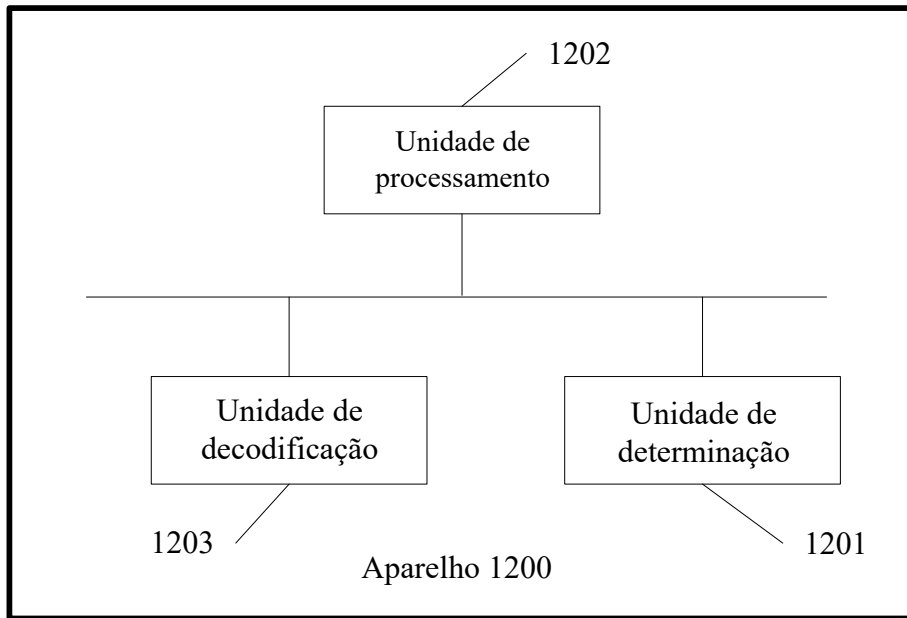 1202
Unidade de
processamento
Unidade de
decodificação
Unidade de
determinação
1203
1201
Aparelho 1200